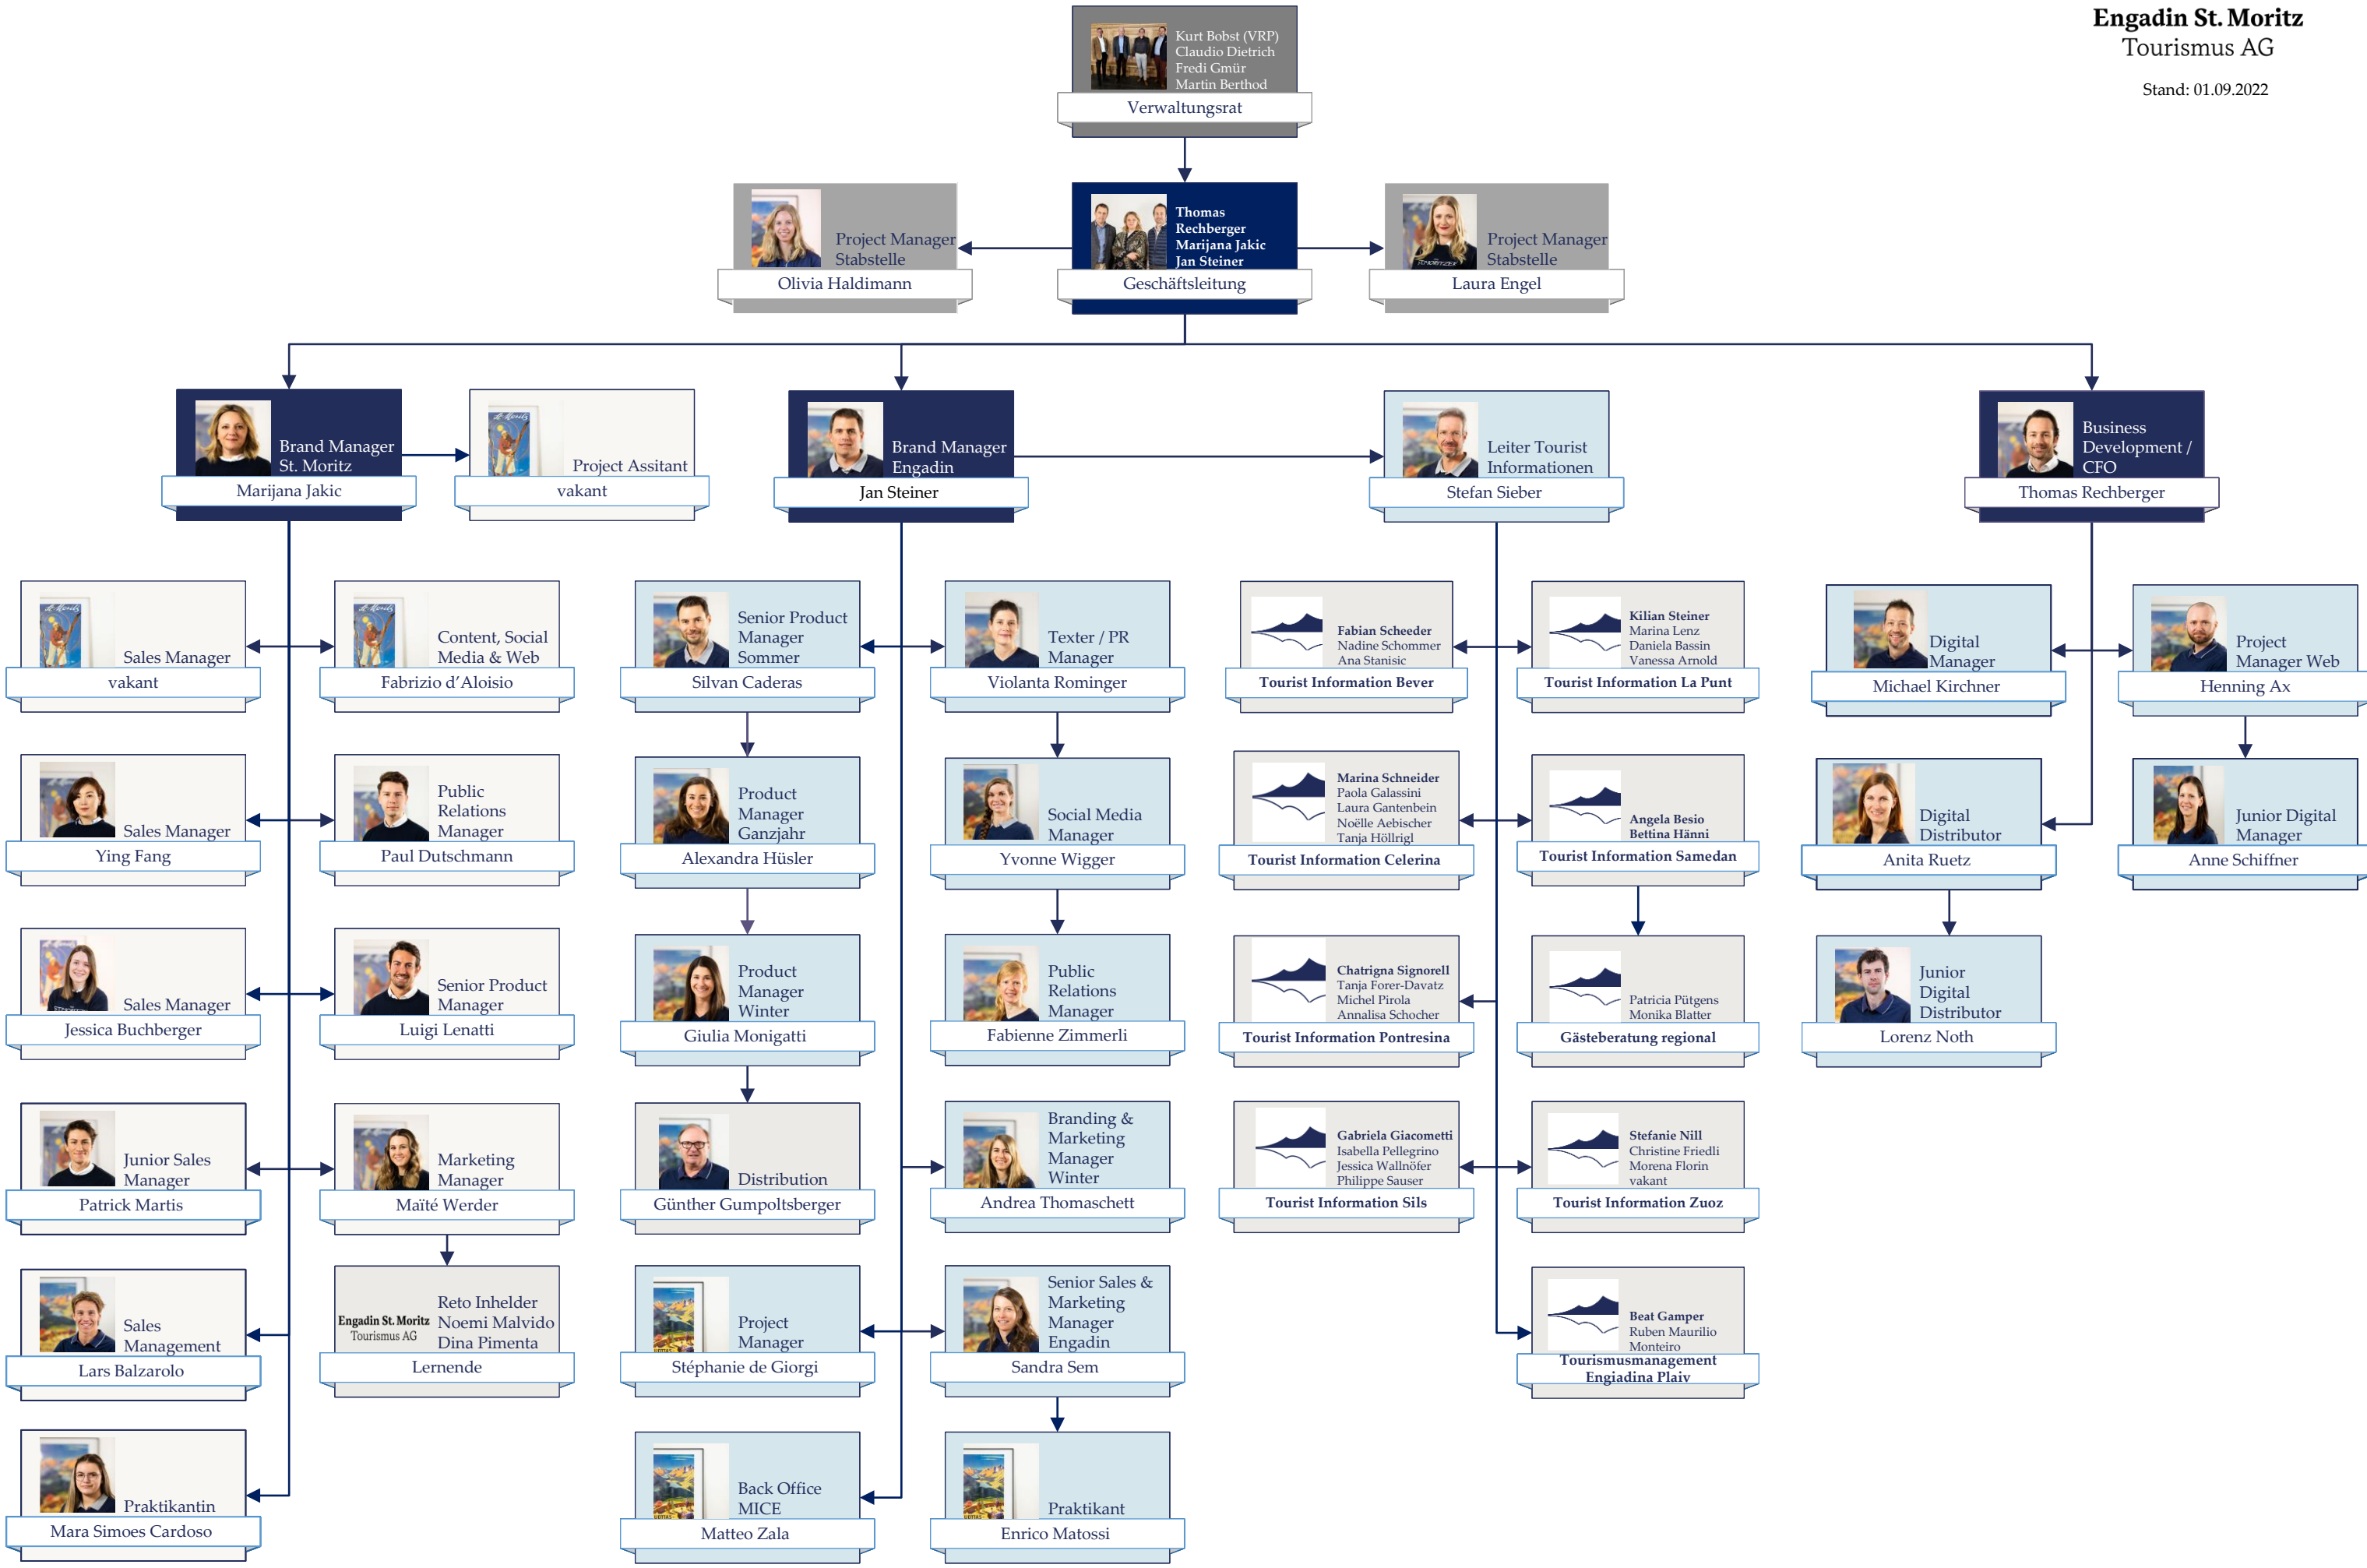 Engadin St. Moritz
Tourismus AG
Stand: 01.09.2022
Kurt Bobst (VRP)
Claudio Dietrich
Fredi Gmür
Martin Berthod
Verwaltungsrat
Project Manager
Stabstelle
Olivia Haldimann
Thomas
Rechberger
Marijana Jakic
Jan Steiner
Geschäftsleitung
Project Manager
Stabstelle
Laura Engel
Brand Manager
St. Moritz
Marijana Jakic
Project Assitant
vakant
Brand Manager
Engadin
Jan Steiner
Leiter Tourist
Informationen
Stefan Sieber
Business
Development /
CFO
Thomas Rechberger
Sales Manager
vakant
Content, Social
Media & Web
Fabrizio d’Aloisio
Senior Product
Manager
Sommer
Silvan Caderas
Texter / PR
Manager
Violanta Rominger
Fabian Scheeder
Nadine Schommer
Ana Stanisic
Tourist Information Bever
Kilian Steiner
Marina Lenz
Daniela Bassin
Vanessa Arnold
Tourist Information La Punt
Digital
Manager
Michael Kirchner
Project
Manager Web
Henning Ax
Sales Manager
Ying Fang
Public
Relations
Manager
Paul Dutschmann
Product
Manager
Ganzjahr
Alexandra Hüsler
Social Media
Manager
Yvonne Wigger
Marina Schneider
Paola Galassini
Laura Gantenbein
Noëlle Aebischer
Tanja Höllrigl
Tourist Information Celerina
Angela Besio
Bettina Hänni
Tourist Information Samedan
Digital
Distributor
Anita Ruetz
Junior Digital
Manager
Anne Schiffner
Sales Manager
Jessica Buchberger
Senior Product
Manager
Luigi Lenatti
Product
Manager
Winter
Giulia Monigatti
Public
Relations
Manager
Fabienne Zimmerli
Chatrigna Signorell
Tanja Forer-Davatz
Michel Pirola
Annalisa Schocher
Tourist Information Pontresina
Patricia Pütgens
Monika Blatter
Gästeberatung regional
Junior
Digital
Distributor
Lorenz Noth
Junior Sales
Manager
Patrick Martis
Marketing
Manager
Maïté Werder
Distribution
Günther Gumpoltsberger
Branding &
Marketing
Manager
Winter
Andrea Thomaschett
Gabriela Giacometti
Isabella Pellegrino
Jessica Wallnöfer
Philippe Sauser
Tourist Information Sils
Stefanie Nill
Christine Friedli
Morena Florin
vakant
Tourist Information Zuoz
Sales
Management
Lars Balzarolo
Engadin St. Moritz
Tourismus AG
Reto Inhelder
Noemi Malvido
Dina Pimenta
Lernende
Project
Manager
Stéphanie de Giorgi
Senior Sales &
Marketing
Manager
Engadin
Sandra Sem
Beat Gamper
Ruben Maurilio
Monteiro
Tourismusmanagement
Engiadina Plaiv
Praktikantin
Mara Simoes Cardoso
Back Office
MICE
Matteo Zala
Praktikant
Enrico Matossi